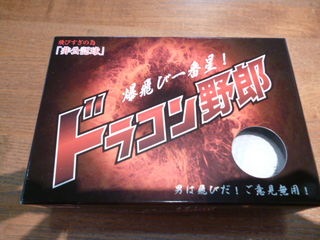 飛びすぎの為
「非公認球」
爆飛び一番星!
ドラコン野郎
男は飛びだ!ご意見無用!